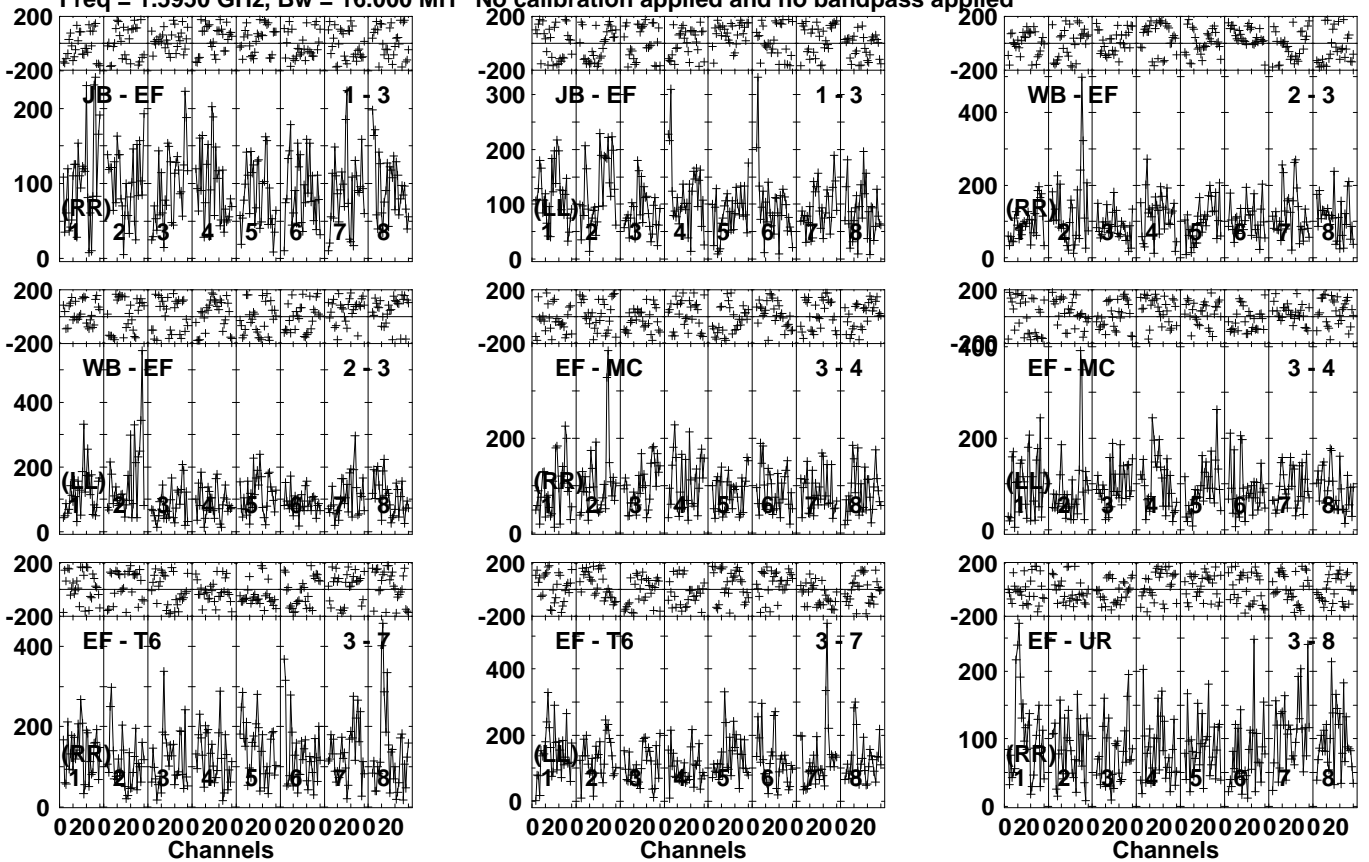 Freq = 1.5950 GHz, Bw = 16.000 MH No calibration applied and no bandpass applied
200 200 200
-200 -200 -200
JB - EF 1 - 3 JB - EF 1 - 3 WB - EF 2 - 3
300
200 400
200
100 200
100
(RR) (LL) (RR)
1 2 3 4 5 6 7 8 1 2 3 4 5 6 7 8 1 2 3 4 5 6 7 8
0 0 0
200 200 200
-200 -200 -200
400
WB - EF 2 - 3 EF - MC 3 - 4 EF - MC 3 - 4
400
200 200 200
(LL) (RR) (LL)
1 2 3 4 5 6 7 8 1 2 3 4 5 6 7 8 1 2 3 4 5 6 7 8
0 0 0
200 200 200
-200 -200 -200
EF - T6 3 - 7 EF - T6 3 - 7 EF - UR 3 - 8
400 400 200
200 200 100
(RR) (LL) (RR)
1 2 3 4 5 6 7 8 1 2 3 4 5 6 7 8 1 2 3 4 5 6 7 8
0 0 0
0 20 0 20 0 20 0 20 0 20 0 20 0 20 0 20 0 20 0 20 0 20 0 20 0 20 0 20 0 20 0 20 0 20 0 20 0 20 0 20 0 20 0 20 0 20 0 20
Channels Channels Channels